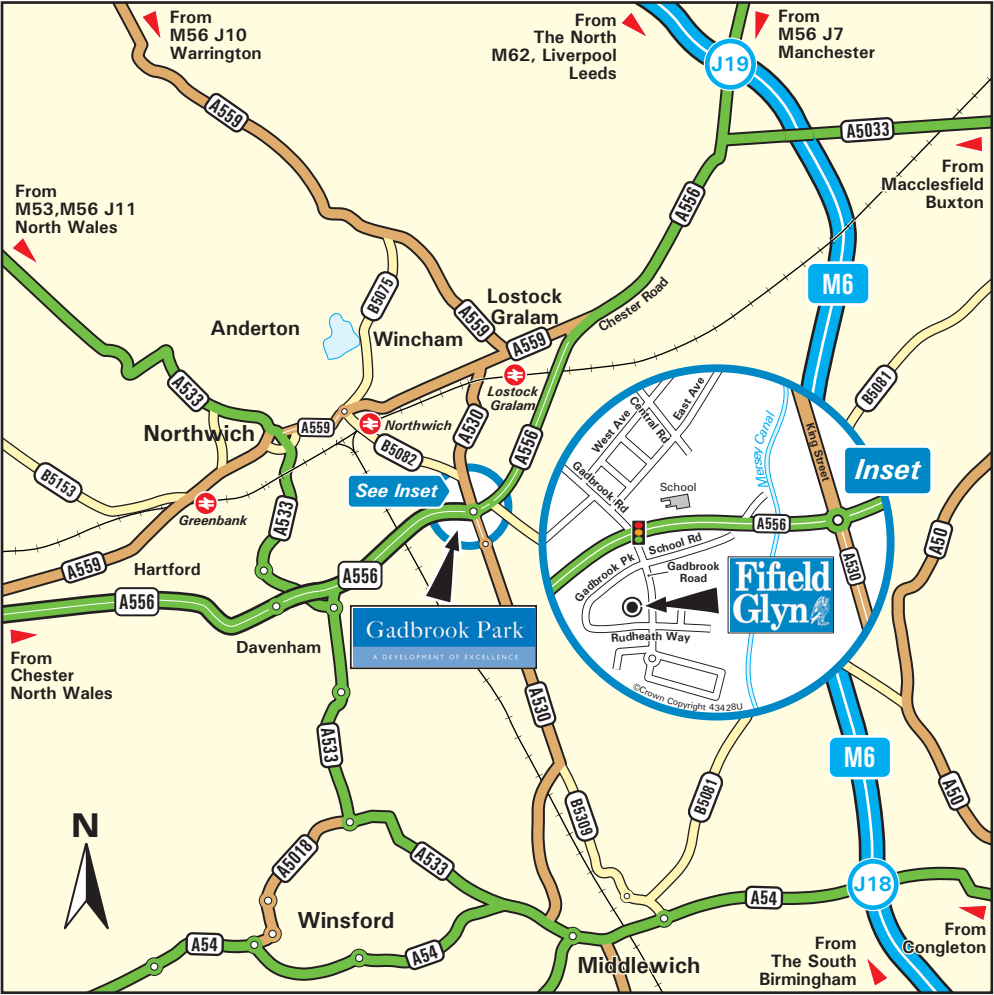 From
M56 J10
Warrington
From
The North
M62, Liverpool
Leeds
From
M56 J7
Manchester
J19
A559
A5033
From
Macclesfield
Buxton
From
M53,M56 J11
North Wales
A556
M6
B5075
Lostock
Gralam
Chester Road
Anderton
Wincham
A559
A559
Lostock
Gralam
A533
B5081
Northwich
A559
Northwich
A530
A556
B5082
B5153
See Inset
Greenbank
A533
A559
Hartford
A556
A556
Davenham
From
Chester
North Wales
Gadbrook Park
A DEVELOPMENT OF EXCELLENCE
East Ave
Central Rd
West Ave
Mersey Canal
King Street
Inset
Gadbrook Rd
School
A556
School Rd
Gadbrook Pk
Gadbrook
Road
Fifield
Glyn
A530
Rudheath Way
©Crown Copyright 43428U
A50
A530
A533
M6
B5081
A50
B5309
N
A5018
A533
J18
A54
Winsford
A54
A54
Middlewich
From
Congleton
From
The South
Birmingham